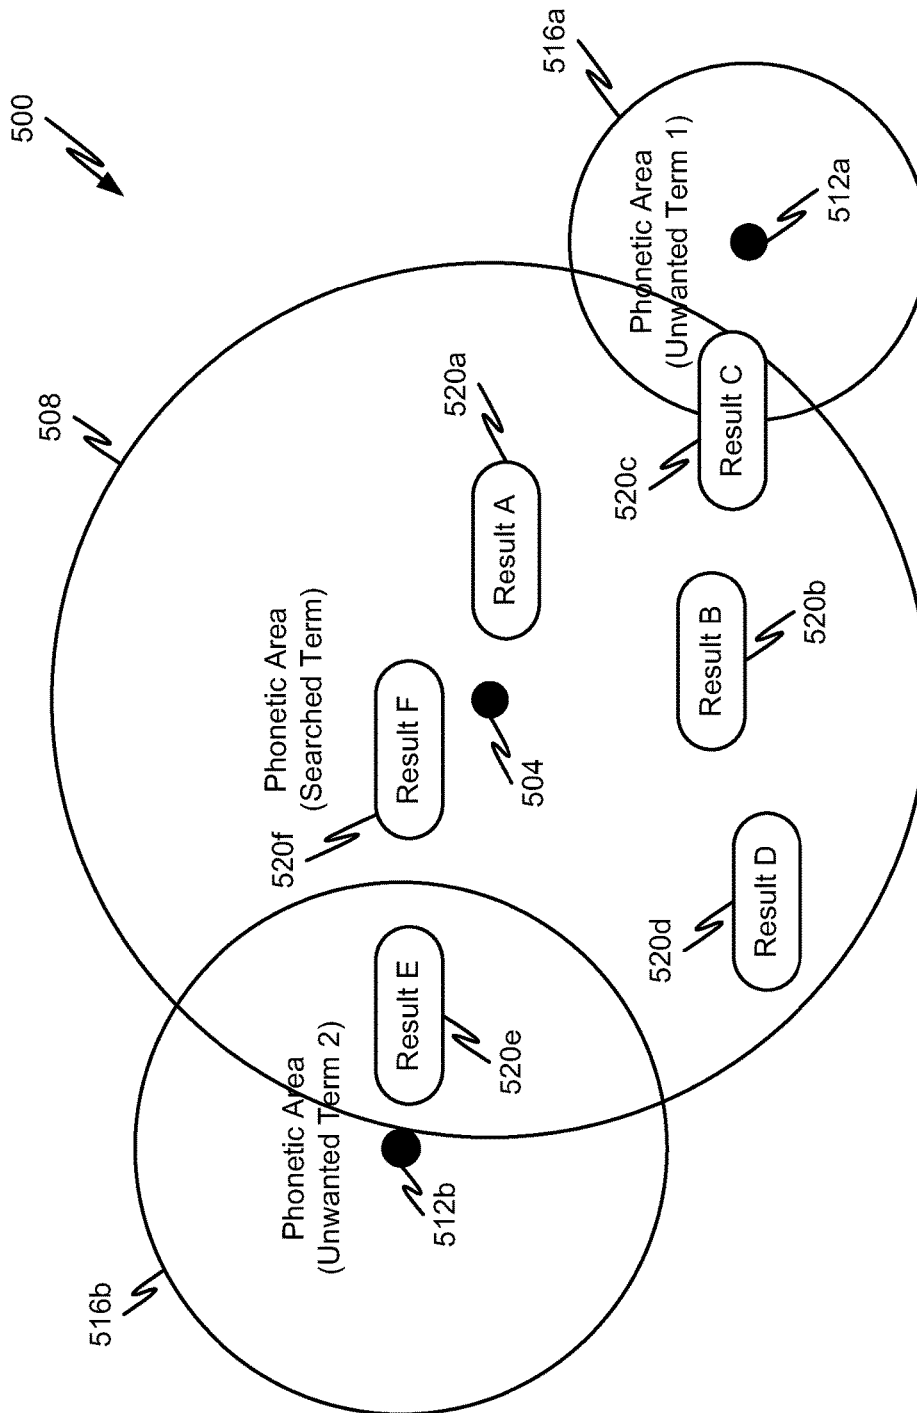 500
508
516a
516b
Phonetic Area
(Searched Term)
Phonetic Area
(Unwanted Term 1)
Phonetic Area
(Unwanted Term 2)
520a
Result A
520f
Result F
504
520c
Result C
512a
Result B
520b
520d
Result D
Result E
520e
512b